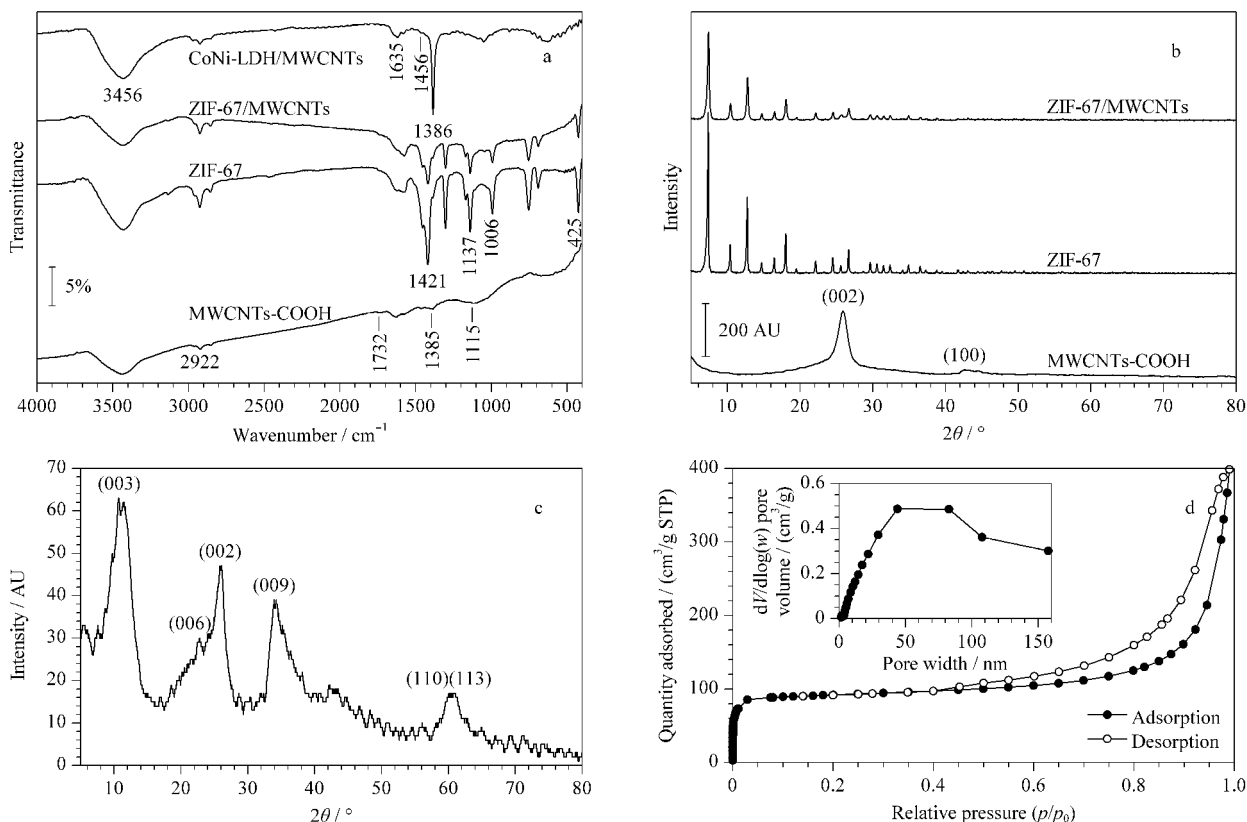 a
CoNi-LDH/MWCNTs
3456
1635
1456
1386
ZIF-67/MWCNTs
ZIF-67
1421
1137
1006
425
5%
MWCNTs-COOH
2922
1732
1385
1115
Transmittance
4000 3000 2000 1500 1000 500
Wavenumber / cm⁻¹
b
ZIF-67/MWCNTs
ZIF-67
(002)
200 AU
(100)
MWCNTs-COOH
Intensity
10 20 30 40 50 60 70 80
2θ / °
c
70
60
50
40
30
20
10
0
(003)
(006)
(002)
(009)
(110)(113)
Intensity / AU
10 20 30 40 50 60 70 80
2θ / °
d
400
300
200
100
0
Quantity adsorbed / (cm³/g STP)
0.6
0.4
0.2
0
dV/dlog(w) pore
volume / (cm³/g)
0 50 100 150
Pore width / nm
Adsorption
Desorption
0 0.2 0.4 0.6 0.8 1.0
Relative pressure (p/p₀)